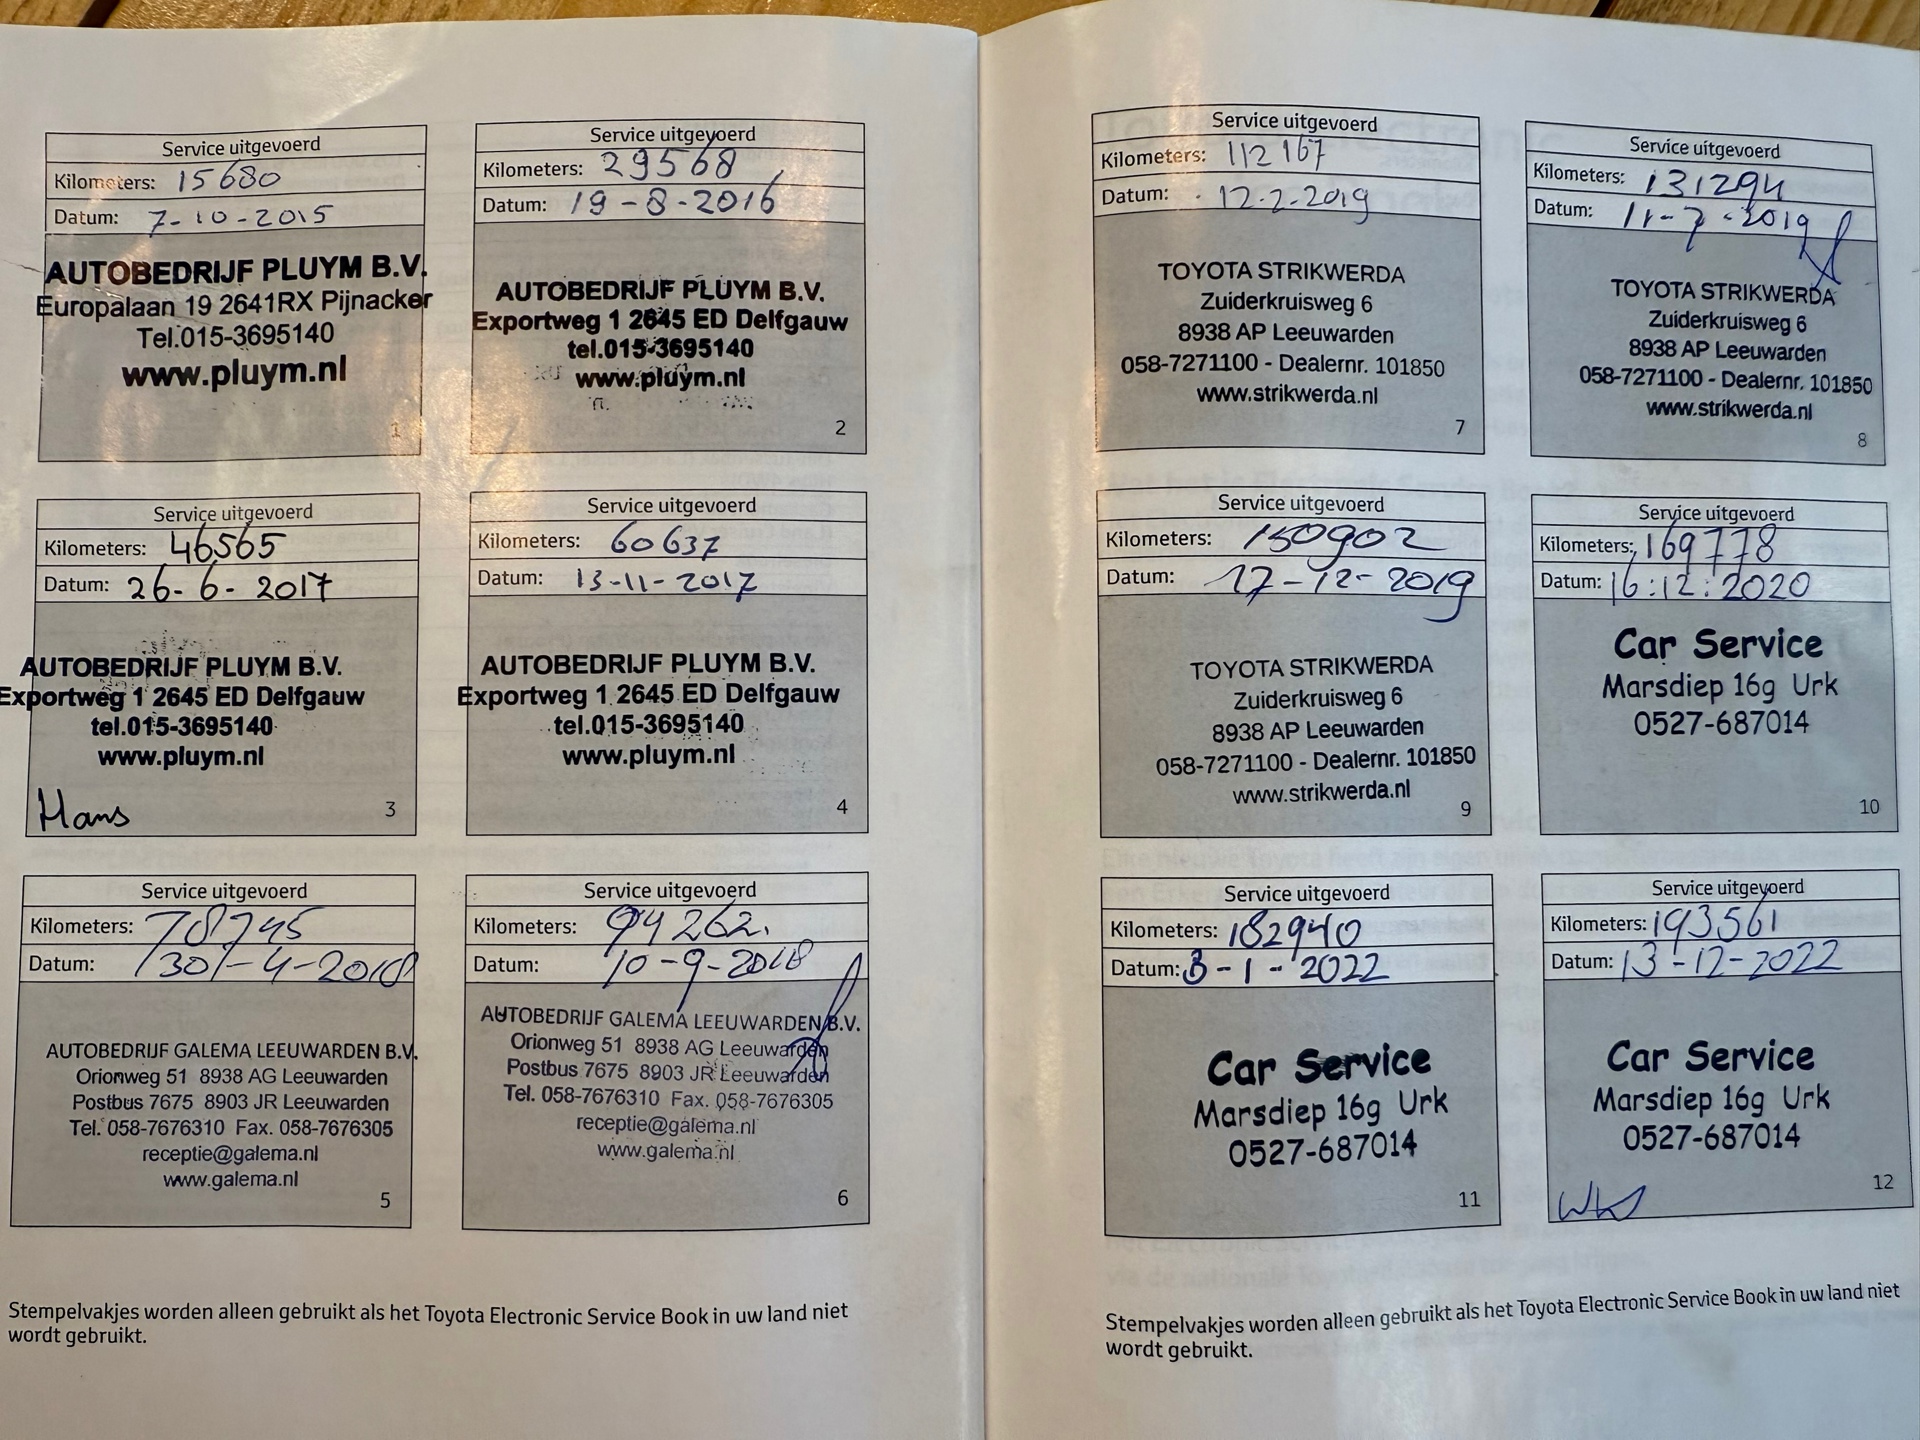 Service uitgevoerd
Kilometers: 15680
Datum: 7-10-2015
AUTOBEDRIJF PLUYM B.V.
Europalaan 19 2641RX Pijnacker
Tel.015-3695140
www.pluym.nl
1
Service uitgevoerd
Kilometers: 29568
Datum: 19-8-2016
AUTOBEDRIJF PLUYM B.V.
Exportweg 1 2645 ED Delfgauw
tel.015-3695140
www.pluym.nl
2
Service uitgevoerd
Kilometers: 46565
Datum: 26-6-2017
AUTOBEDRIJF PLUYM B.V.
Exportweg 1 2645 ED Delfgauw
tel.015-3695140
www.pluym.nl
Hans
3
Service uitgevoerd
Kilometers: 60637
Datum: 13-11-2017
AUTOBEDRIJF PLUYM B.V.
Exportweg 1 2645 ED Delfgauw
tel.015-3695140
www.pluym.nl
4
Service uitgevoerd
Kilometers: 78745
Datum: 30-4-2018
AUTOBEDRIJF GALEMA LEEUWARDEN B.V.
Orionweg 51 8938 AG Leeuwarden
Postbus 7675 8903 JR Leeuwarden
Tel. 058-7676310 Fax. 058-7676305
receptie@galema.nl
www.galema.nl
5
Service uitgevoerd
Kilometers: 94262.
Datum: 10-9-2018
AUTOBEDRIJF GALEMA LEEUWARDEN B.V.
Orionweg 51 8938 AG Leeuwarden
Postbus 7675 8903 JR Leeuwarden
Tel. 058-7676310 Fax. 058-7676305
receptie@galema.nl
www.galema.nl
6
Stempelvakjes worden alleen gebruikt als het Toyota Electronic Service Book in uw land niet
wordt gebruikt.
Service uitgevoerd
Kilometers: 112167
Datum: 12-2-2019
TOYOTA STRIKWERDA
Zuiderkruisweg 6
8938 AP Leeuwarden
058-7271100 - Dealernr. 101850
www.strikwerda.nl
7
Service uitgevoerd
Kilometers: 131294
Datum: 11-7-2019
TOYOTA STRIKWERDA
Zuiderkruisweg 6
8938 AP Leeuwarden
058-7271100 - Dealernr. 101850
www.strikwerda.nl
8
Service uitgevoerd
Kilometers: 150902
Datum: 17-12-2019
TOYOTA STRIKWERDA
Zuiderkruisweg 6
8938 AP Leeuwarden
058-7271100 - Dealernr. 101850
www.strikwerda.nl
9
Service uitgevoerd
Kilometers: 169778
Datum: 16:12:2020
Car Service
Marsdiep 16g Urk
0527-687014
10
Service uitgevoerd
Kilometers: 182940
Datum: 3-1-2022
Car Service
Marsdiep 16g Urk
0527-687014
11
Service uitgevoerd
Kilometers: 193561
Datum: 13-12-2022
Car Service
Marsdiep 16g Urk
0527-687014
12
Stempelvakjes worden alleen gebruikt als het Toyota Electronic Service Book in uw land niet
wordt gebruikt.